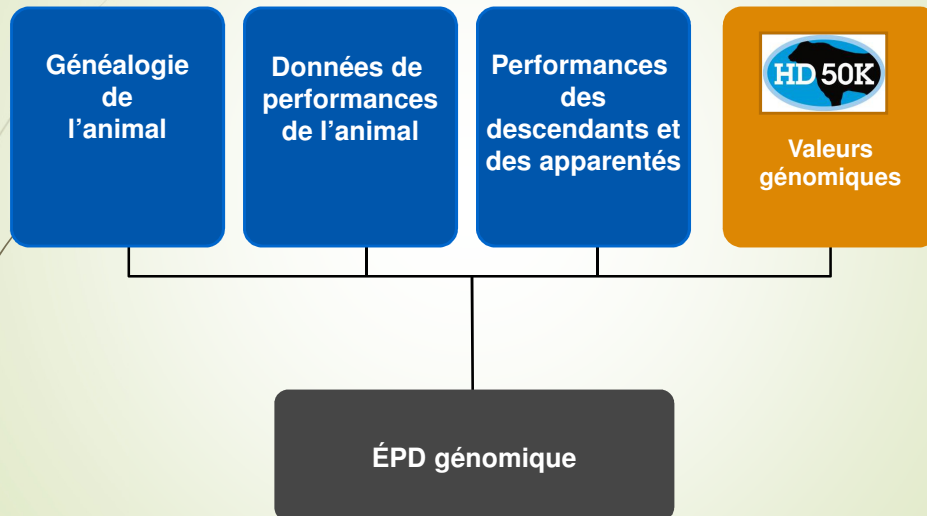 Généalogie
de
l'animal
Données de
performances
de l'animal
Performances
des
descendants et
des apparentés
HD 50K
Valeurs
génomiques
ÉPD génomique